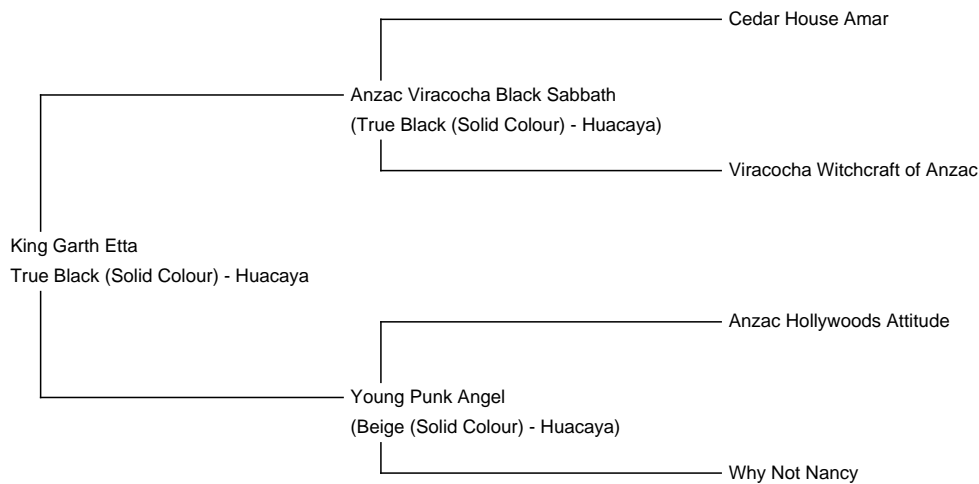 Cedar House Amar
Anzac Viracocha Black Sabbath
(True Black (Solid Colour) - Huacaya)
Viracocha Witchcraft of Anzac
King Garth Etta
True Black (Solid Colour) - Huacaya
Anzac Hollywoods Attitude
Young Punk Angel
(Beige (Solid Colour) - Huacaya)
Why Not Nancy